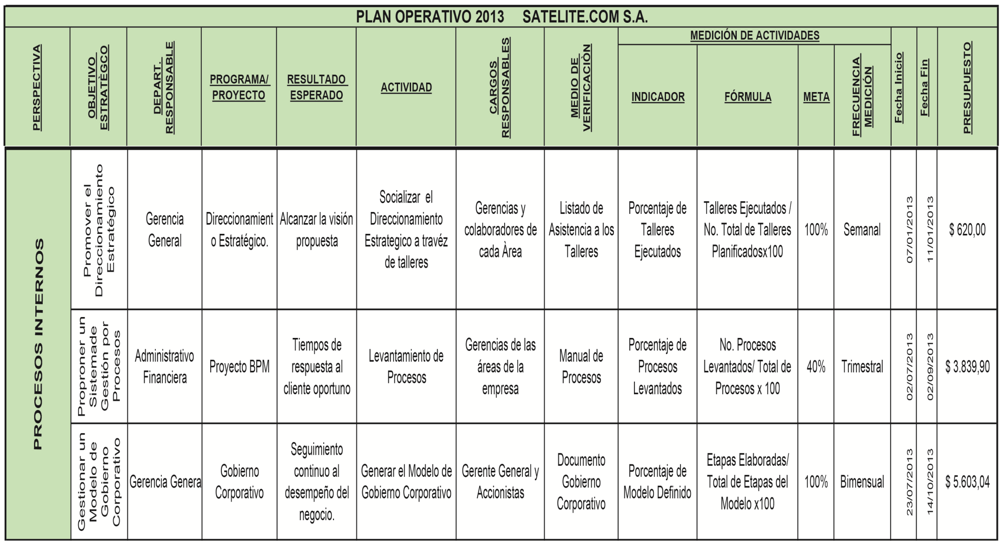 PLAN OPERATIVO 2013 SATELITE.COM S.A.
PERSPECTIVA
OBJETIVO
ESTRATÈGCO
DEPART.
RESPONSABLE
PROGRAMA/
PROYECTO
RESULTADO
ESPERADO
ACTIVIDAD
CARGOS
RESPONSABLES
MEDIO DE
VERIFICACIÒN
MEDICIÓN DE ACTIVIDADES
INDICADOR
FÓRMULA
META
FRECUENCIA
MEDICIÓN
Fecha Inicio
Fecha Fin
PRESUPUESTO
PROCESOS INTERNOS
Promover el
Direccionamiento
Estratégico
Gerencia
General
Direccionamient
o Estratégico.
Alcanzar la visión
propuesta
Socializar el
Direccionamiento
Estrategico a travéz
de talleres
Gerencias y
colaboradores de
cada Àrea
Listado de
Asistencia a los
Talleres
Porcentaje de
Talleres
Ejecutados
Talleres Ejecutados /
No. Total de Talleres
Planificadosx100
100%
Semanal
07/01/2013
11/01/2013
$ 620,00
Proproner un
Sistemade
Gestión por
Procesos
Administrativo
Financiera
Proyecto BPM
Tiempos de
respuesta al
cliente oportuno
Levantamiento de
Procesos
Gerencias de las
áreas de la
empresa
Manual de
Procesos
Porcentaje de
Procesos
Levantados
No. Procesos
Levantados/ Total de
Procesos x 100
40%
Trimestral
02/07/2013
02/09/2013
$ 3.839,90
Gestionar un
Modelo de
Gobierno
Corporativo
Gerencia Genera
Gobierno
Corporativo
Seguimiento
continuo al
desempeño del
negocio.
Generar el Modelo de
Gobierno Corporativo
Gerente General y
Accionistas
Documento
Gobierno
Corporativo
Porcentaje de
Modelo Definido
Etapas Elaboradas/
Total de Etapas del
Modelo x100
100%
Bimensual
23/07/2013
14/10/2013
$ 5.603,04